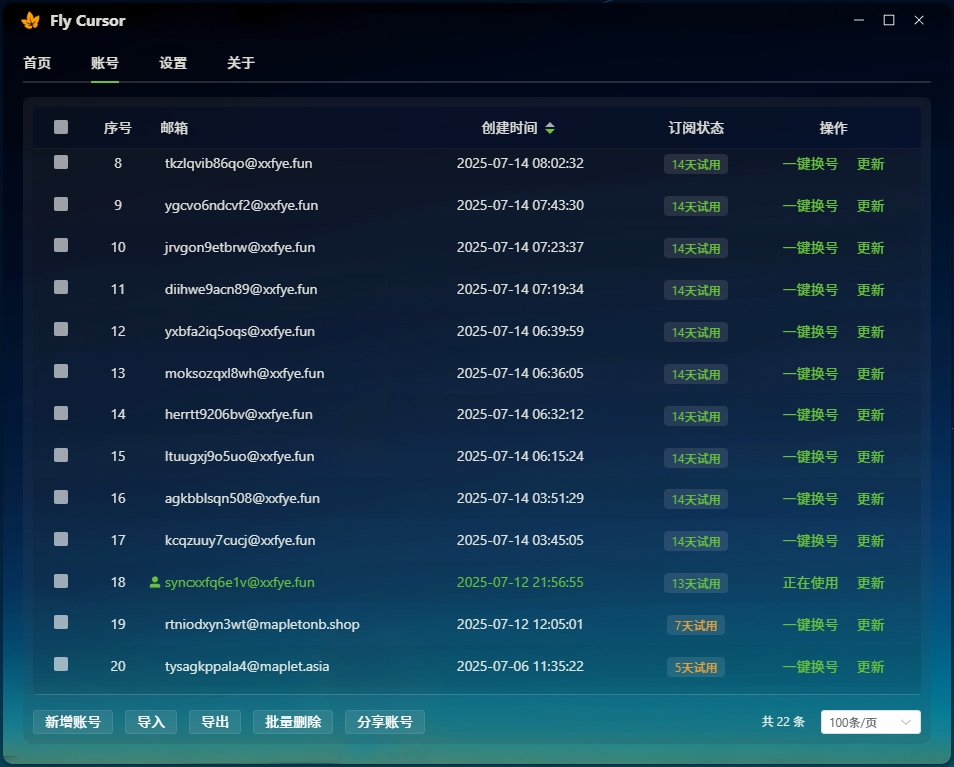 Fly Cursor
首页 账号 设置 关于
序号 邮箱 创建时间 订阅状态 操作
8 tkzlqvib86qo@xxfye.fun 2025-07-14 08:02:32 14天试用 一键换号 更新
9 ygcvo6ndcvf2@xxfye.fun 2025-07-14 07:43:30 14天试用 一键换号 更新
10 jrvgon9etbrw@xxfye.fun 2025-07-14 07:23:37 14天试用 一键换号 更新
11 diihwe9acn89@xxfye.fun 2025-07-14 07:19:34 14天试用 一键换号 更新
12 yxbfa2iq5oqs@xxfye.fun 2025-07-14 06:39:59 14天试用 一键换号 更新
13 moksozqxl8wh@xxfye.fun 2025-07-14 06:36:05 14天试用 一键换号 更新
14 herrtt9206bv@xxfye.fun 2025-07-14 06:32:12 14天试用 一键换号 更新
15 ltuugxj9o5uo@xxfye.fun 2025-07-14 06:15:24 14天试用 一键换号 更新
16 agkbblsqn508@xxfye.fun 2025-07-14 03:51:29 14天试用 一键换号 更新
17 kcqzuuy7cucj@xxfye.fun 2025-07-14 03:45:05 14天试用 一键换号 更新
18 syncxxfq6e1v@xxfye.fun 2025-07-12 21:56:55 13天试用 正在使用 更新
19 rtniodxyn3wt@mapletonb.shop 2025-07-12 12:05:01 7天试用 一键换号 更新
20 tysagkppala4@maplet.asia 2025-07-06 11:35:22 5天试用 一键换号 更新
新增账号 导入 导出 批量删除 分享账号 共 22 条 100条/页